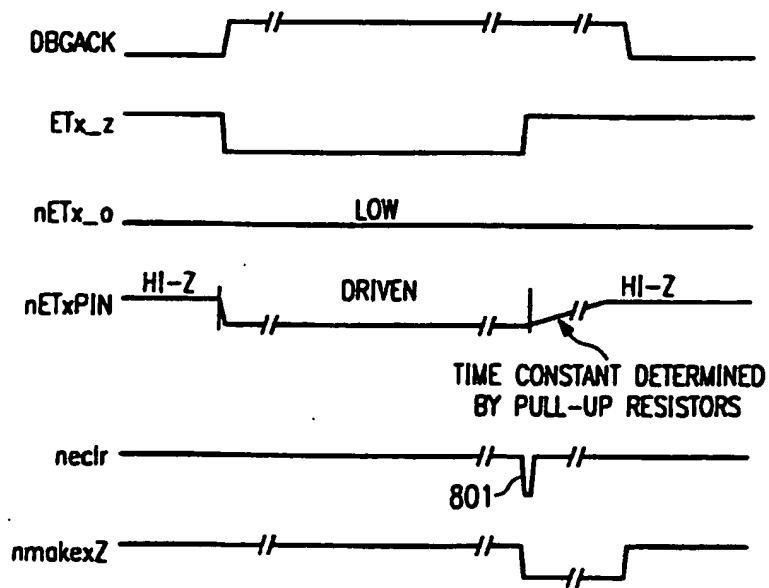 DBGACK
ETx_z
nETx_o
LOW
nETxPIN
HI-Z
DRIVEN
HI-Z
TIME CONSTANT DETERMINED
BY PULL-UP RESISTORS
neclr
801
nmakexZ